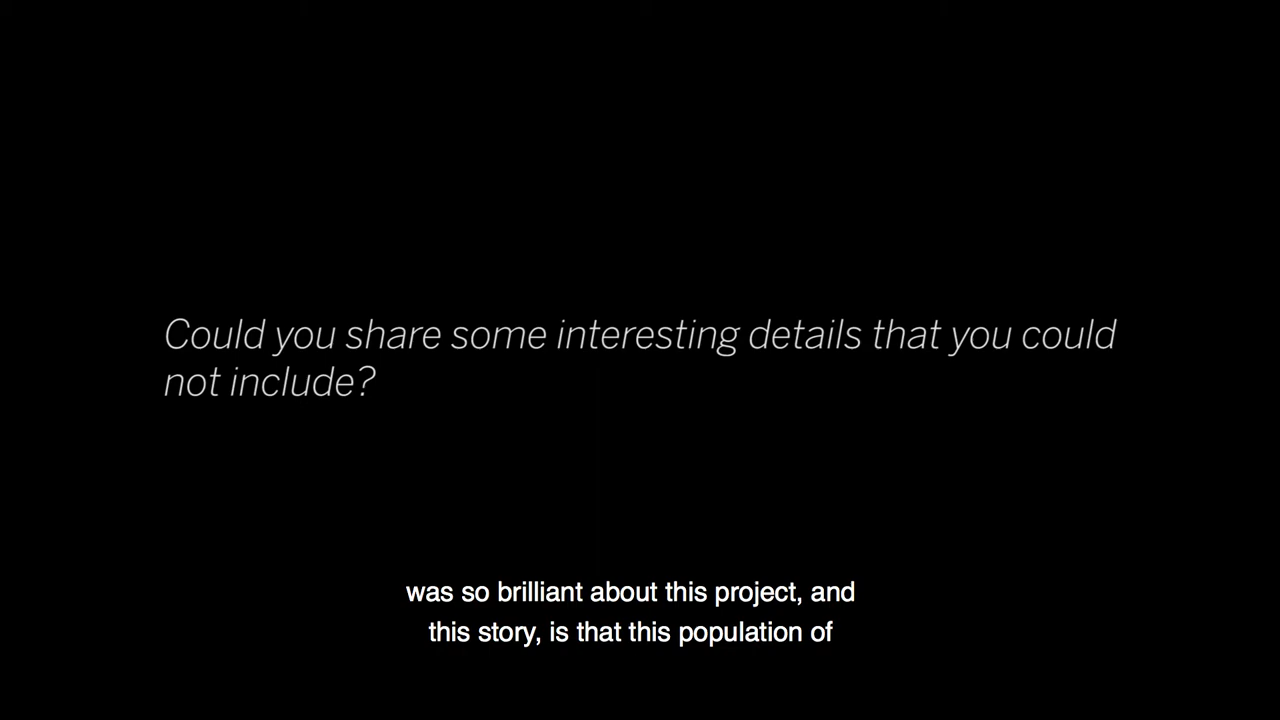 Could you share some interesting details that you could
not include?
was so brilliant about this project, and
this story, is that this population of